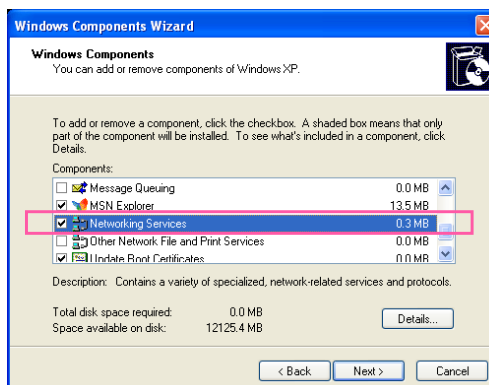 Windows Components Wizard
Windows Components
You can add or remove components of Windows XP.
To add or remove a component, click the checkbox. A shaded box means that only
part of the component will be installed. To see what's included in a component, click
Details.
Components:
Message Queuing 0.0 MB
MSN Explorer 13.5 MB
Networking Services 0.3 MB
Other Network File and Print Services 0.0 MB
Update Root Certificates 0.0 MB
Description: Contains a variety of specialized, network-related services and protocols.
Total disk space required: 0.0 MB
Space available on disk: 12125.4 MB
Details...
< Back Next > Cancel